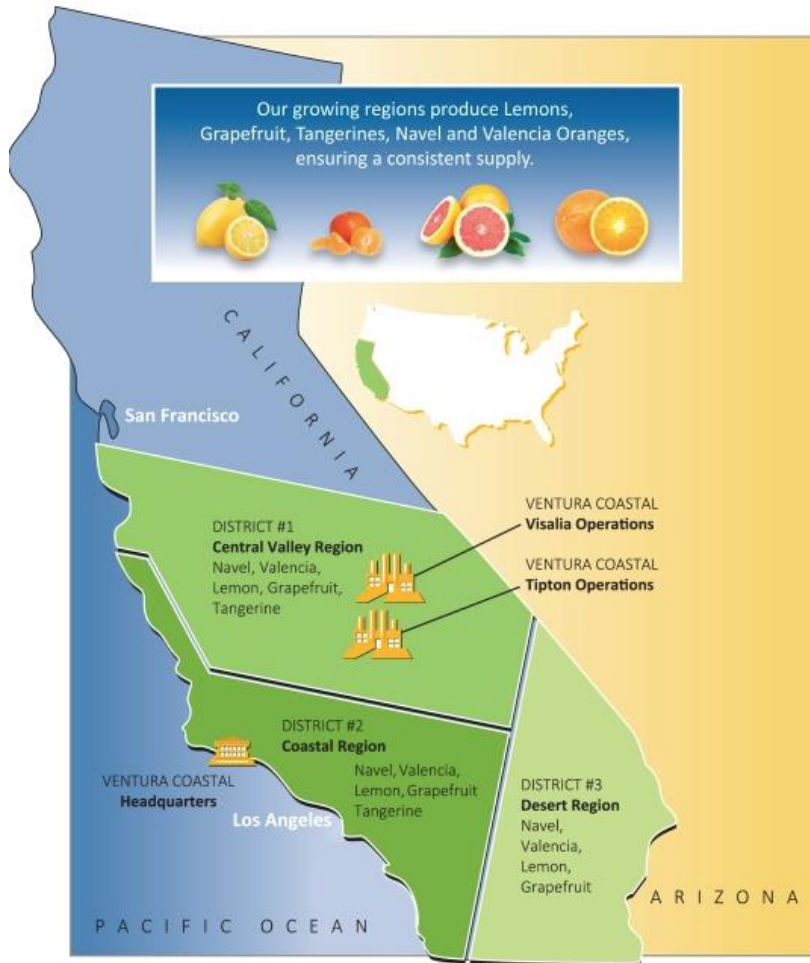 Our growing regions produce Lemons,
Grapefruit, Tangerines, Navel and Valencia Oranges,
ensuring a consistent supply.
CALIFORNIA
San Francisco
VENTURA COASTAL
Visalia Operations
DISTRICT #1
Central Valley Region
Navel, Valencia,
Lemon, Grapefruit,
Tangerine
VENTURA COASTAL
Tipton Operations
DISTRICT #2
Coastal Region
Navel, Valencia,
Lemon, Grapefruit
Tangerine
VENTURA COASTAL
Headquarters
Los Angeles
DISTRICT #3
Desert Region
Navel,
Valencia,
Lemon,
Grapefruit
ARIZONA
PACIFIC OCEAN